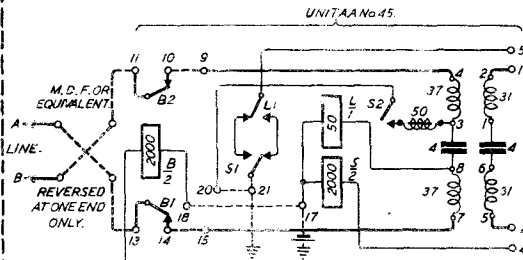 UNIT AA No 45.
11 10 9
5
1
M.D.F. OR
EQUIVALENT.
B2
L1
S2
4 2
37 31
50
3 1
A
LINE.
B
2000 B/2
50 L/1
4 4
8 6
2000 S/2
S1
REVERSED
AT ONE END
ONLY.
20 21
37 31
B1 18 17
7 5
13 14 15
4